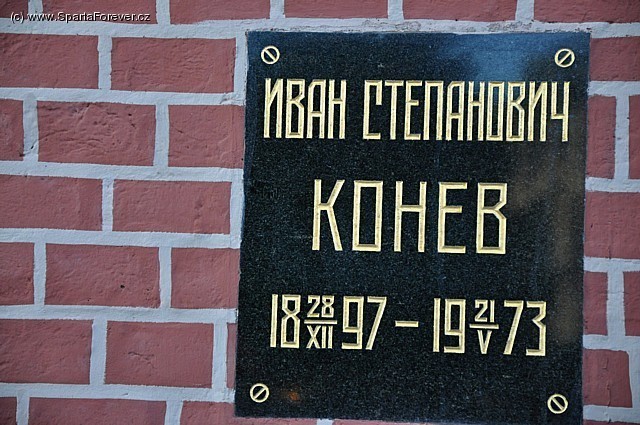 (c) www.SpartaForever.cz
ИВАН СТЕПАНОВИЧ
КОНЕВ
18 28/XII 97 – 19 21/V 73